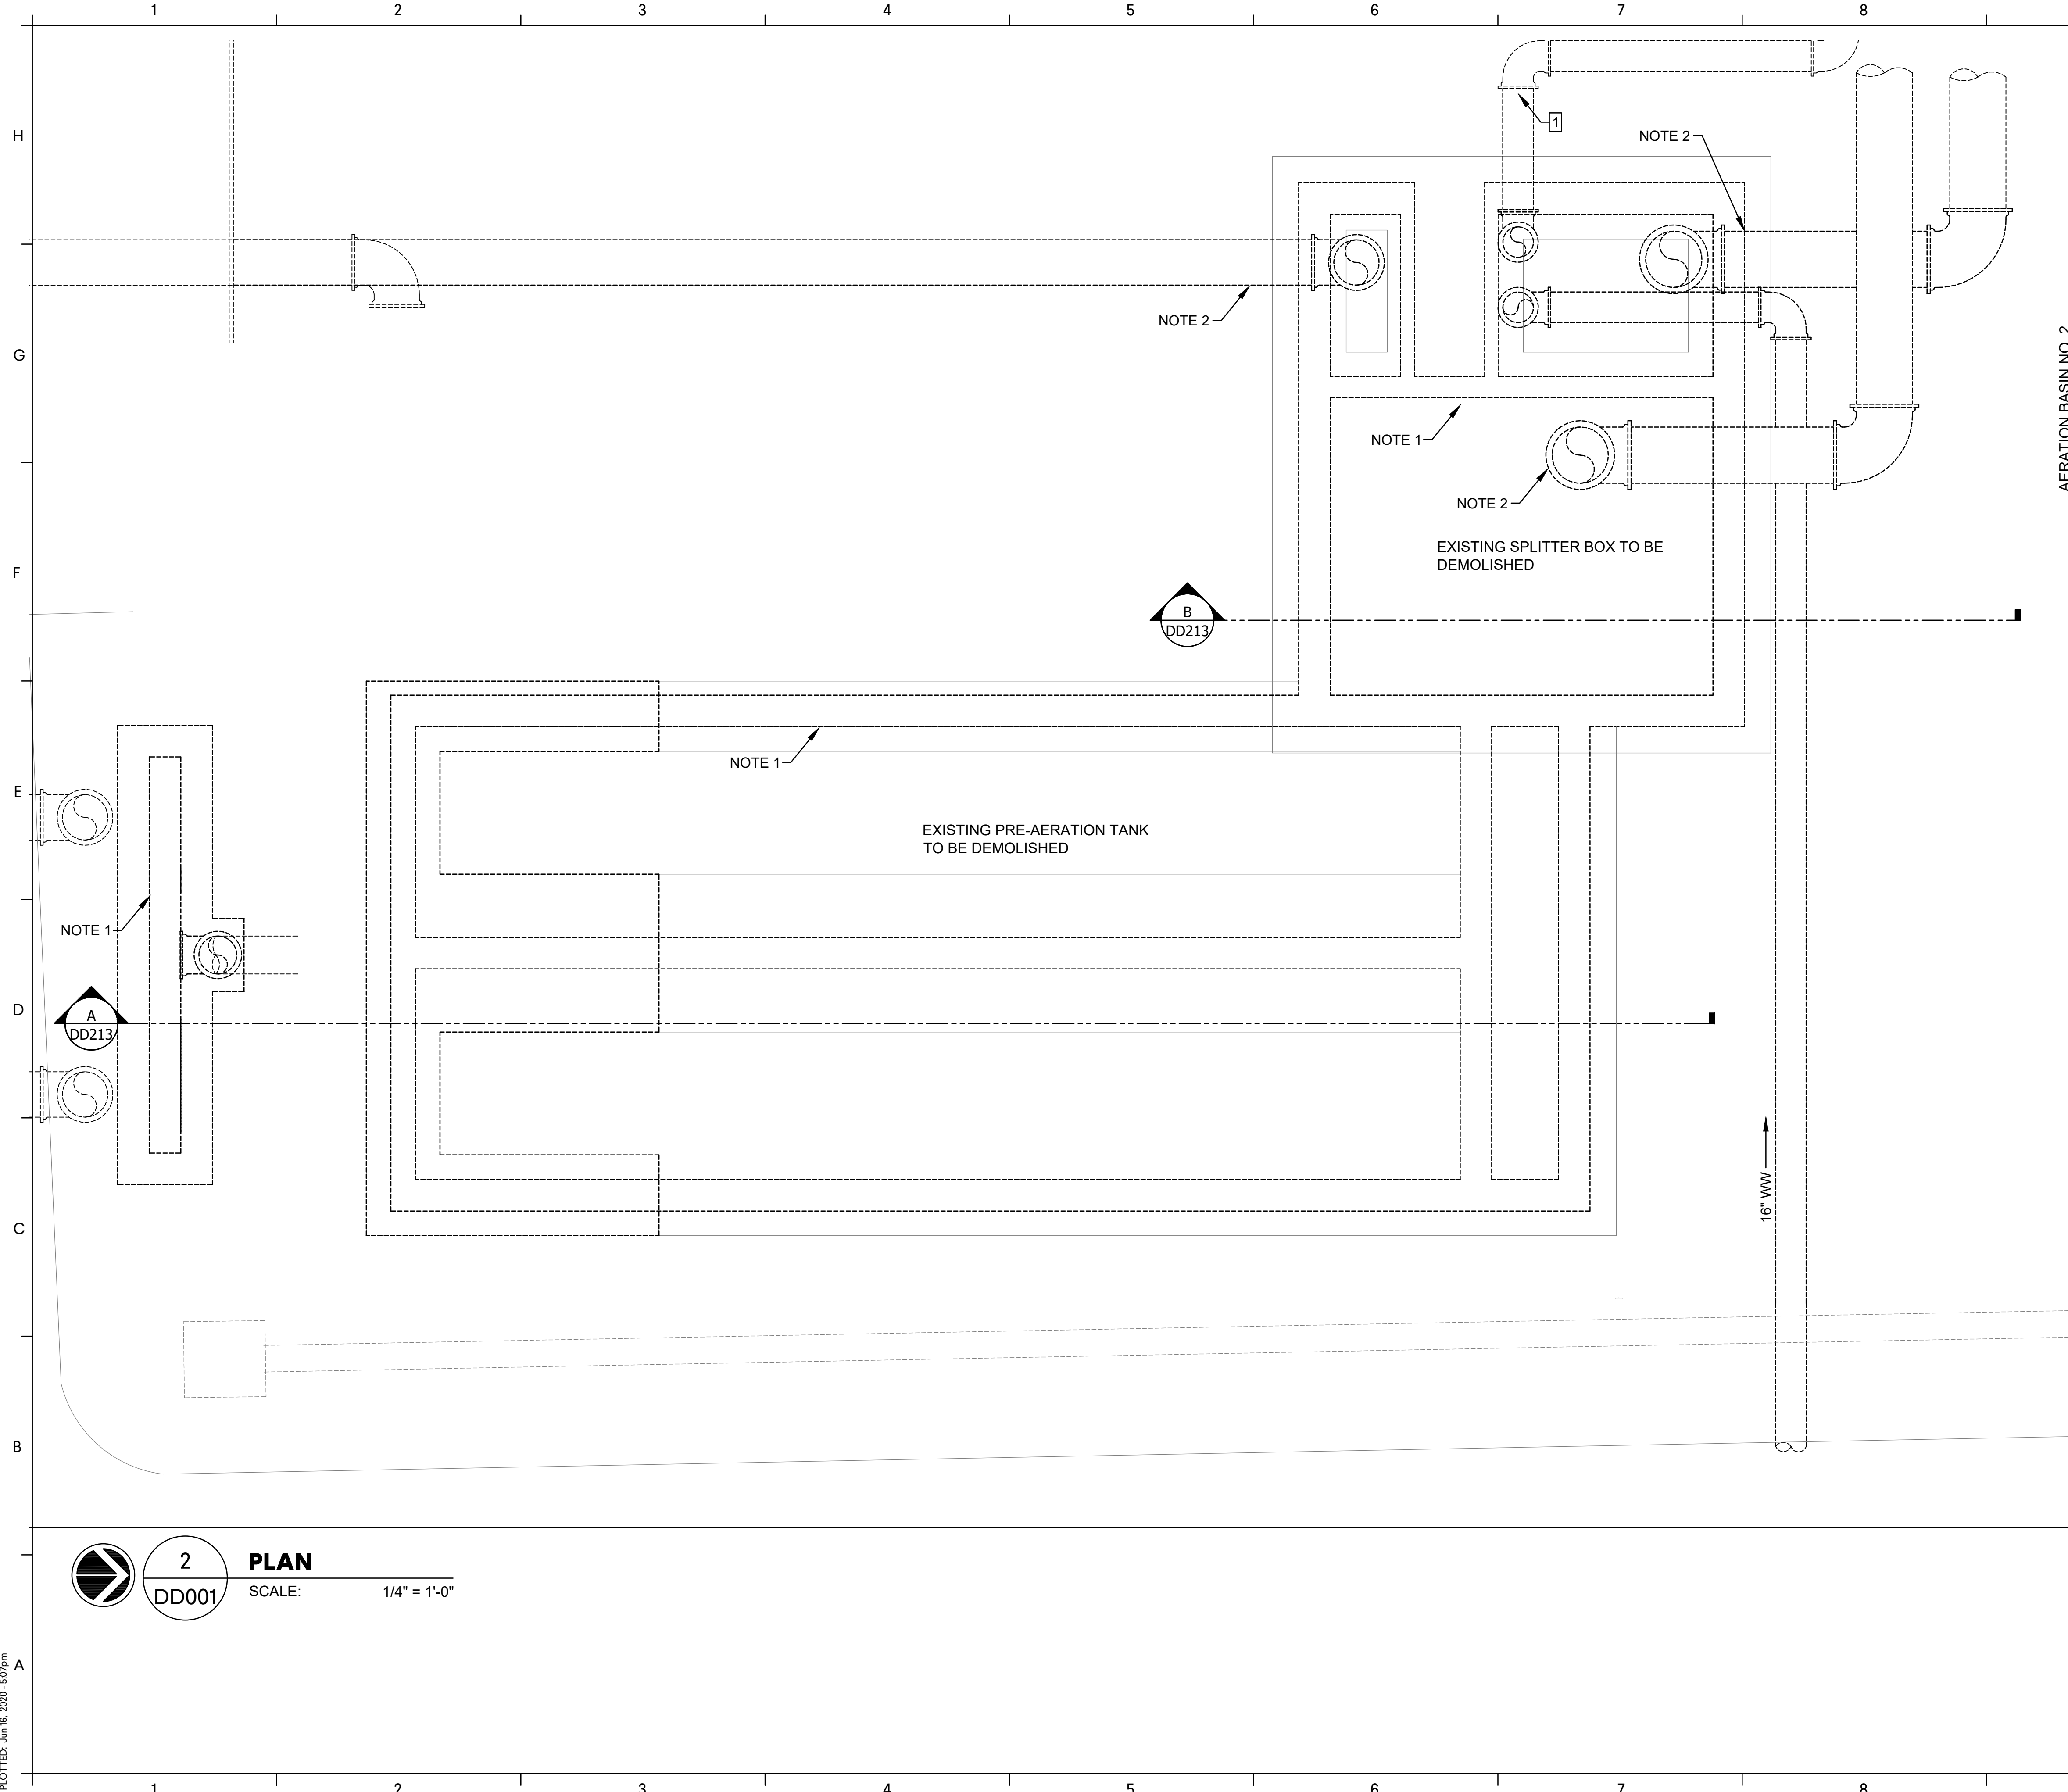 1 2 3 4 5 6 7 8
H
1
NOTE 2
G
NOTE 2
NOTE 1
NOTE 2
AERATION BASIN NO. 2
EXISTING SPLITTER BOX TO BE
DEMOLISHED
F
B
DD213
NOTE 1
E
EXISTING PRE-AERATION TANK
TO BE DEMOLISHED
NOTE 1
D
A
DD213
16" WW
C
B
2
DD001
PLAN
SCALE: 1/4" = 1'-0"
A
PLOTTED: Jun 16, 2020 - 5:07pm
1 2 3 4 5 6 7 8